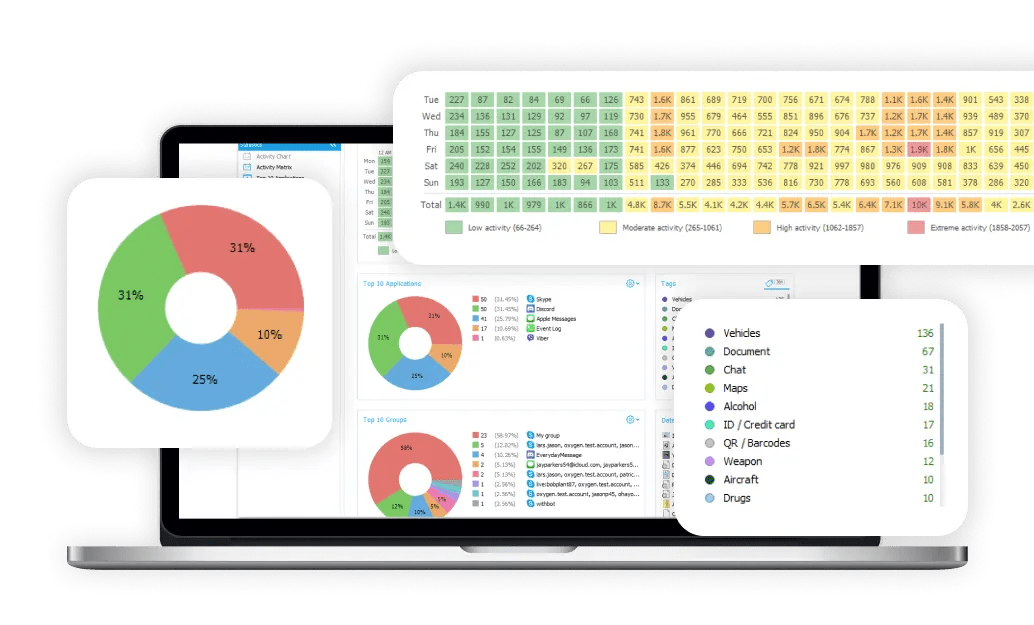 Tue 227 87 82 84 69 66 126 743 1.6K 861 689 719 700 756 671 674 788 1.1K 1.6K 1.4K 901 543 338
Wed 234 136 131 129 92 97 119 730 1.7K 955 679 464 555 851 896 676 737 1.2K 1.7K 1.4K 939 489 370
Thu 184 155 127 125 87 107 168 741 1.8K 961 770 666 721 824 950 904 1.7K 1.2K 1.7K 1.4K 857 919 307
Fri 205 152 154 155 149 136 173 741 1.6K 877 623 750 653 1.2K 1.8K 774 867 1.3K 1.9K 1.8K 1K 656 445
Sat 240 228 252 202 320 267 175 585 426 374 446 694 742 778 921 997 980 976 909 908 833 639 450
Sun 193 127 150 166 183 94 103 511 133 270 285 333 536 816 730 778 693 560 608 581 378 286 320
Total 1.4K 990 1K 979 1K 866 1K 4.8K 8.7K 5.5K 4.1K 4.2K 4.4K 5.7K 6.5K 5.4K 6.4K 7.1K 10K 9.1K 5.8K 4K 2.6K
Low activity (66-264) Moderate activity (265-1061) High activity (1062-1857) Extreme activity (1858-2057)
Statistics
Activity Chart
Activity Matrix
12 AM
Mon
Tue
Wed
Thu
Fri
Sat
Sun
Total
31%
31%
10%
25%
Top 10 Applications
31%
31%
10%
25%
50 (31.45%) Skype
50 (31.45%) Discord
41 (25.79%) Apple Messages
17 (10.69%) Event Log
1 (0.63%) Viber
Tags
Vehicles
Vehicles 136
Document 67
Chat 31
Maps 21
Alcohol 18
ID / Credit card 17
QR / Barcodes 16
Weapon 12
Aircraft 10
Drugs 10
Top 10 Groups
58%
12%
10%
5%
5%
23 (58.97%) My group
5 (12.82%) lars.jason, oxygen.test.account, jason...
4 (10.26%) EverydayMessage
2 (5.13%) jayparkers54@icloud.com, jayparkers5...
2 (5.13%) lars.jason, oxygen.test.account, patric...
1 (2.56%) live:bobplant87, oxygen.test.account, ...
1 (2.56%) oxygen.test.account, jasonp45, ohayo...
1 (2.56%) withbot